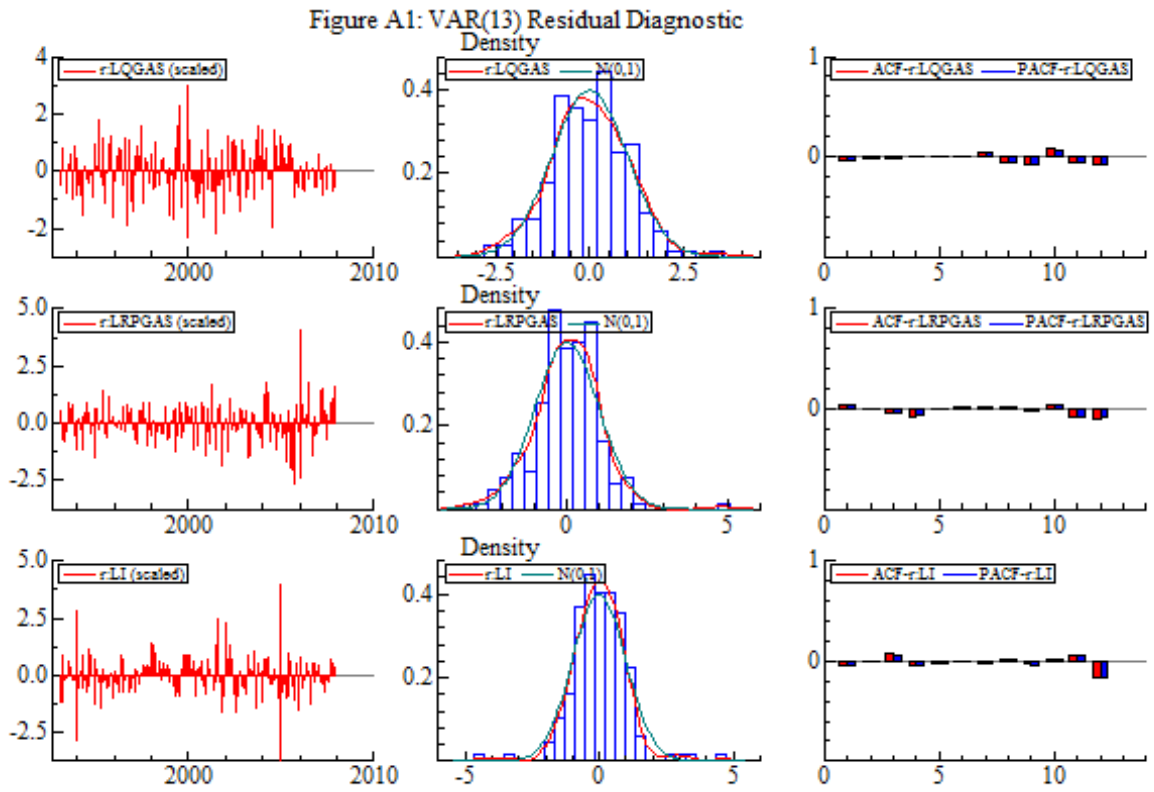 Figure A1: VAR(13) Residual Diagnostic
4
2
0
-2
r:LQGAS (scaled)
2000
2010
Density
0.4
0.2
r:LQGAS
N(0,1)
-2.5
0.0
2.5
1
0
ACF-r:LQGAS
PACF-r:LQGAS
0
5
10
5.0
2.5
0.0
-2.5
r:LRPGAS (scaled)
2000
2010
Density
0.4
0.2
r:LRPGAS
N(0,1)
0
5
1
0
ACF-r:LRPGAS
PACF-r:LRPGAS
0
5
10
5.0
2.5
0.0
-2.5
r:LI (scaled)
2000
2010
Density
0.4
0.2
r:LI
N(0,1)
-5
0
5
1
0
ACF-r:LI
PACF-r:LI
0
5
10